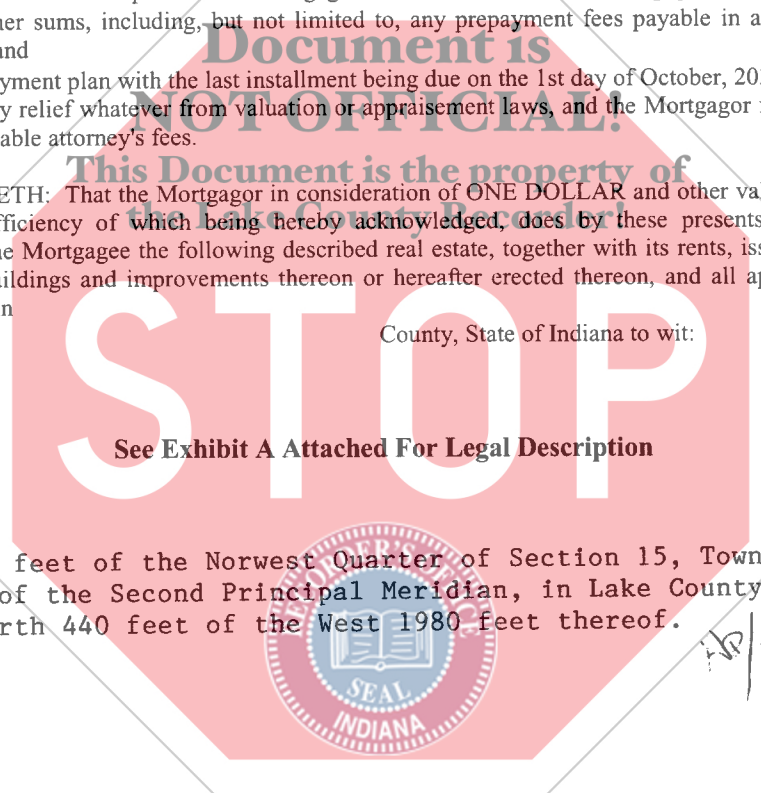 her sums, including, but not limited to, any prepayment fees payable in a
Document is
and
yment plan with the last installment being due on the 1st day of October, 20
NOT OFFICIAL!
y relief whatever from valuation or appraisement laws, and the Mortgagor
able attorney's fees.
This Document is the property of
ETH: That the Mortgagor in consideration of ONE DOLLAR and other val
the Lake County Recorder!
fficiency of which being hereby acknowledged, does by these presents
e Mortgagee the following described real estate, together with its rents, iss
ildings and improvements thereon or hereafter erected thereon, and all ap
n
County, State of Indiana to wit:
STOP
See Exhibit A Attached For Legal Description
feet of the Norwest Quarter of Section 15, Town
of the Second Principal Meridian, in Lake County
rth 440 feet of the West 1980 feet thereof.
SEAL
INDIANA